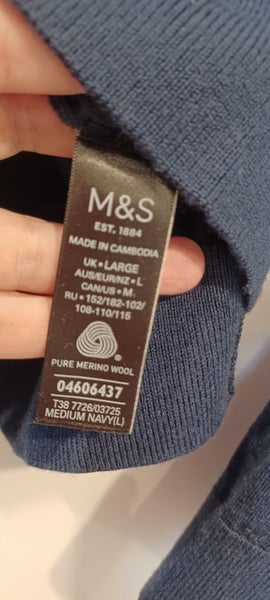 M&S
EST. 1884
MADE IN CAMBODIA
UK • LARGE
AUS/EUR/NZ • L
CAN/US • M
RU • 152/182-102/
108-110/115
PURE MERINO WOOL
04606437
T38 7726/03725
MEDIUM NAVY(L)